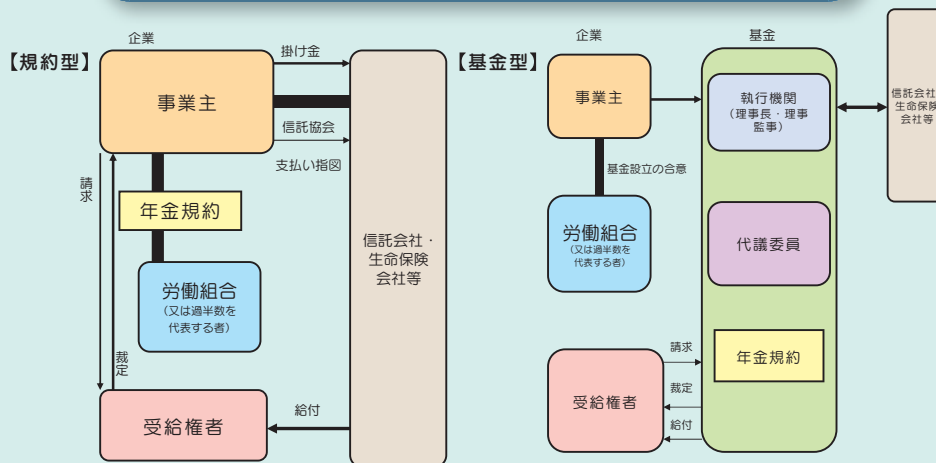 【規約型】
企業
事業主
掛け金
信託協会
支払い指図
請求
年金規約
労働組合
（又は過半数を
代表する者）
裁定
受給権者
給付
信託会社・
生命保険
会社等
【基金型】
企業
事業主
基金設立の合意
労働組合
（又は過半数を
代表する者）
受給権者
請求
裁定
給付
基金
執行機関
（理事長・理事
監事）
代議委員
年金規約
信託会社・
生命保険
会社等